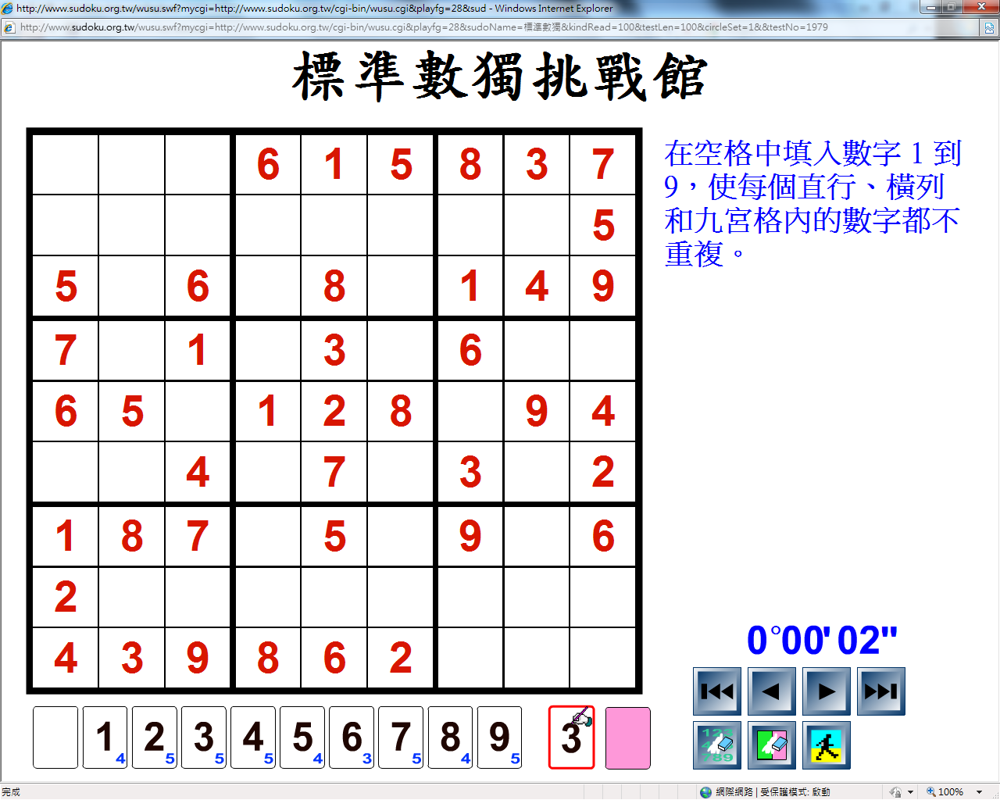 http://www.sudoku.org.tw/wusu.swf?mycgi=http://www.sudoku.org.tw/cgi-bin/wusu.cgi&playfg=28&sud - Windows Internet Explorer
http://www.sudoku.org.tw/wusu.swf?mycgi=http://www.sudoku.org.tw/cgi-bin/wusu.cgi&playfg=28&sudoName=標準數獨&kindRead=100&testLen=100&circleSet=1&&testNo=1979
標準數獨挑戰館
6 1 5 8 3 7
5
5 6 8 1 4 9
7 1 3 6
6 5 1 2 8 9 4
4 7 3 2
1 8 7 5 9 6
2
4 3 9 8 6 2
在空格中填入數字 1 到
9，使每個直行、橫列
和九宮格內的數字都不
重複。
0°00'02"
1 2 3 4 5 6 7 8 9 3
4 5 5 5 4 3 5 4 5
123
4
789
完成
網際網路 | 受保護模式: 啟動
100%